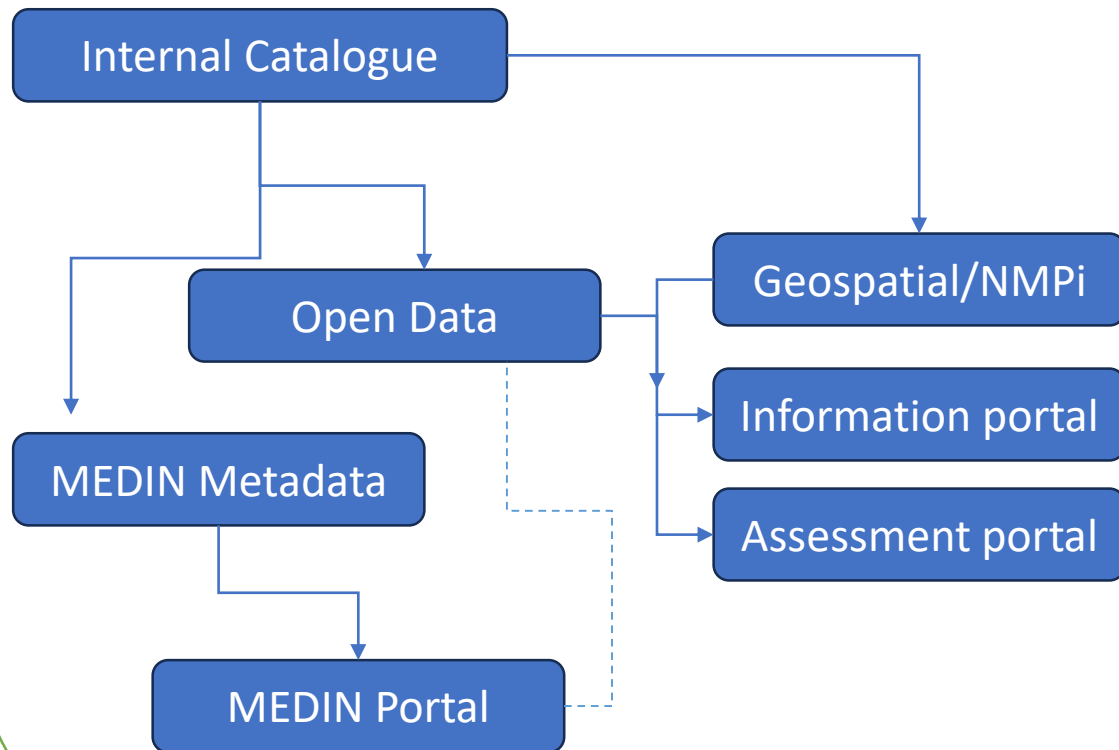 Internal Catalogue
Geospatial/NMPi
Open Data
Information portal
MEDIN Metadata
Assessment portal
MEDIN Portal